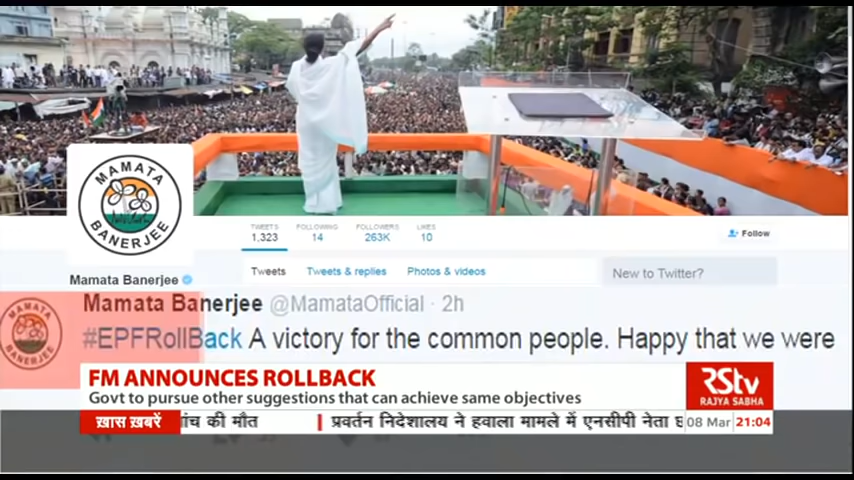 MAMATA
BANERJEE
TWEETS FOLLOWING FOLLOWERS LIKES
1,323 14 263K 10
Follow
Tweets Tweets & replies Photos & videos
New to Twitter?
Mamata Banerjee
MAMATA
BANERJEE
Mamata Banerjee @MamataOfficial · 2h
#EPFRollBack A victory for the common people. Happy that we were
FM ANNOUNCES ROLLBACK
Govt to pursue other suggestions that can achieve same objectives
RStv
RAJYA SABHA
ख़ास ख़बरें
की मौत
प्रवर्तन निदेशालय ने हवाला मामले में एनसीपी नेता
08 Mar 21:04